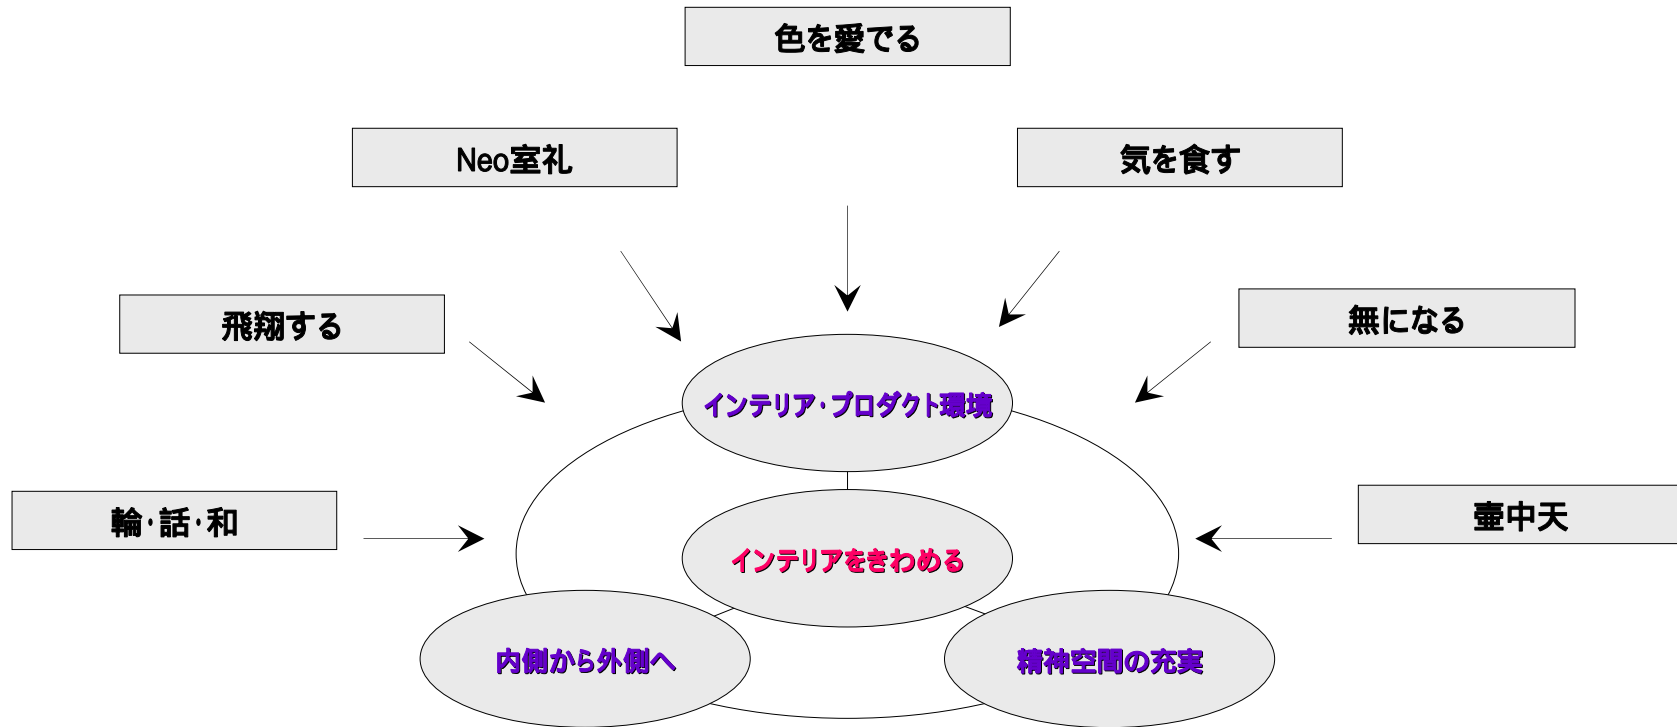 色を愛でる
Neo室礼
気を食す
飛翔する
無になる
インテリア・プロダクト環境
輪・話・和
壷中天
インテリアをきわめる
内側から外側へ
精神空間の充実